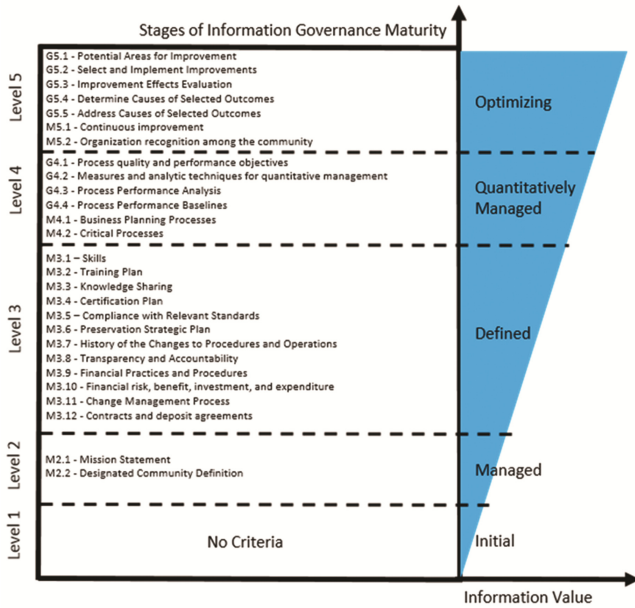 Stages of Information Governance Maturity
Level 5
G5.1 - Potential Areas for Improvement
G5.2 - Select and Implement Improvements
G5.3 - Improvement Effects Evaluation
G5.4 - Determine Causes of Selected Outcomes
G5.5 - Address Causes of Selected Outcomes
M5.1 - Continuous improvement
M5.2 - Organization recognition among the community
Optimizing
Level 4
G4.1 - Process quality and performance objectives
G4.2 - Measures and analytic techniques for quantitative management
G4.3 - Process Performance Analysis
G4.4 - Process Performance Baselines
M4.1 - Business Planning Processes
M4.2 - Critical Processes
Quantitatively
Managed
Level 3
M3.1 – Skills
M3.2 - Training Plan
M3.3 - Knowledge Sharing
M3.4 - Certification Plan
M3.5 – Compliance with Relevant Standards
M3.6 - Preservation Strategic Plan
M3.7 - History of the Changes to Procedures and Operations
M3.8 - Transparency and Accountability
M3.9 - Financial Practices and Procedures
M3.10 - Financial risk, benefit, investment, and expenditure
M3.11 - Change Management Process
M3.12 - Contracts and deposit agreements
Defined
Level 2
M2.1 - Mission Statement
M2.2 - Designated Community Definition
Managed
Level 1
No Criteria
Initial
Information Value